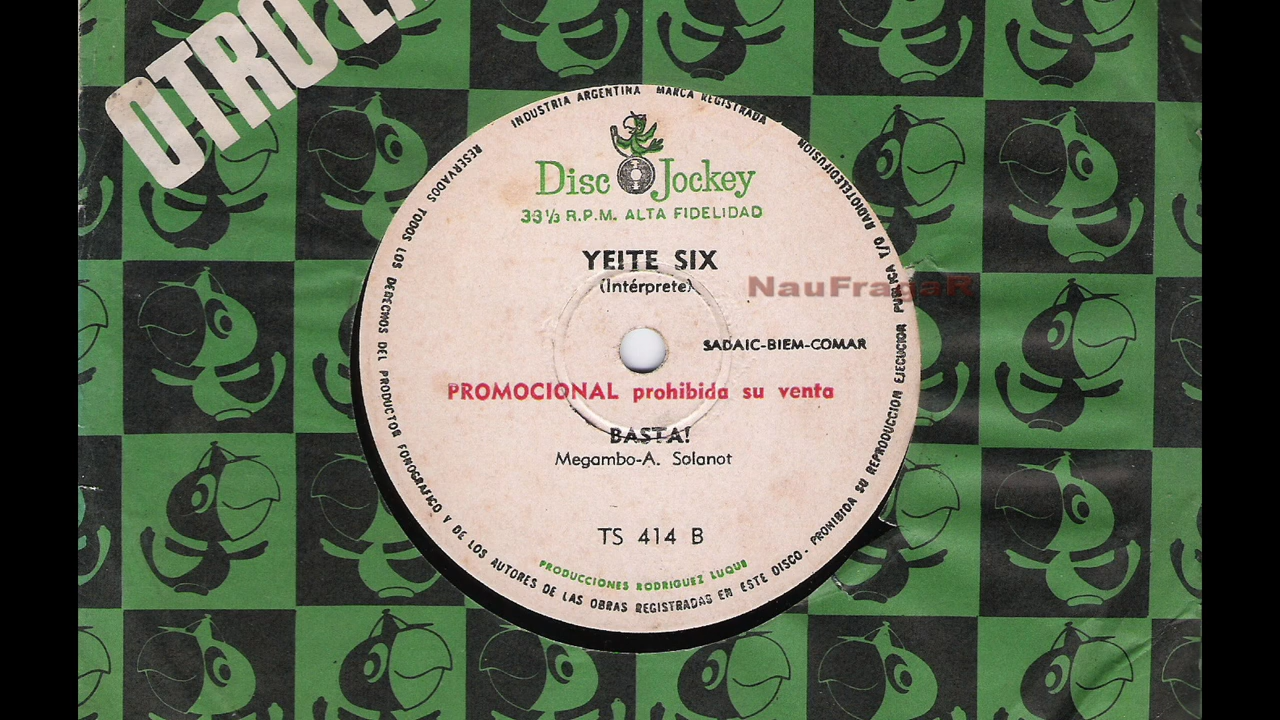 OTRO
INDUSTRIA ARGENTINA MARCA REGISTRADA
Disc Jockey
33⅓ R.P.M. ALTA FIDELIDAD
YEITE SIX
(Intérprete)
NauFragaR
SADAIC-BIEM-COMAR
PROMOCIONAL prohibida su venta
BASTA!
Megambo-A. Solanot
TS 414 B
PRODUCCIONES RODRIGUEZ LUQUE
RESERVADOS TODOS LOS DERECHOS DEL PRODUCTOR FONOGRAFICO Y DE LOS AUTORES DE LAS OBRAS REGISTRADAS EN ESTE DISCO - PROHIBIDA SU REPRODUCCION EJECUCION PUBLICA Y/O RADIOTELEDIFUSION